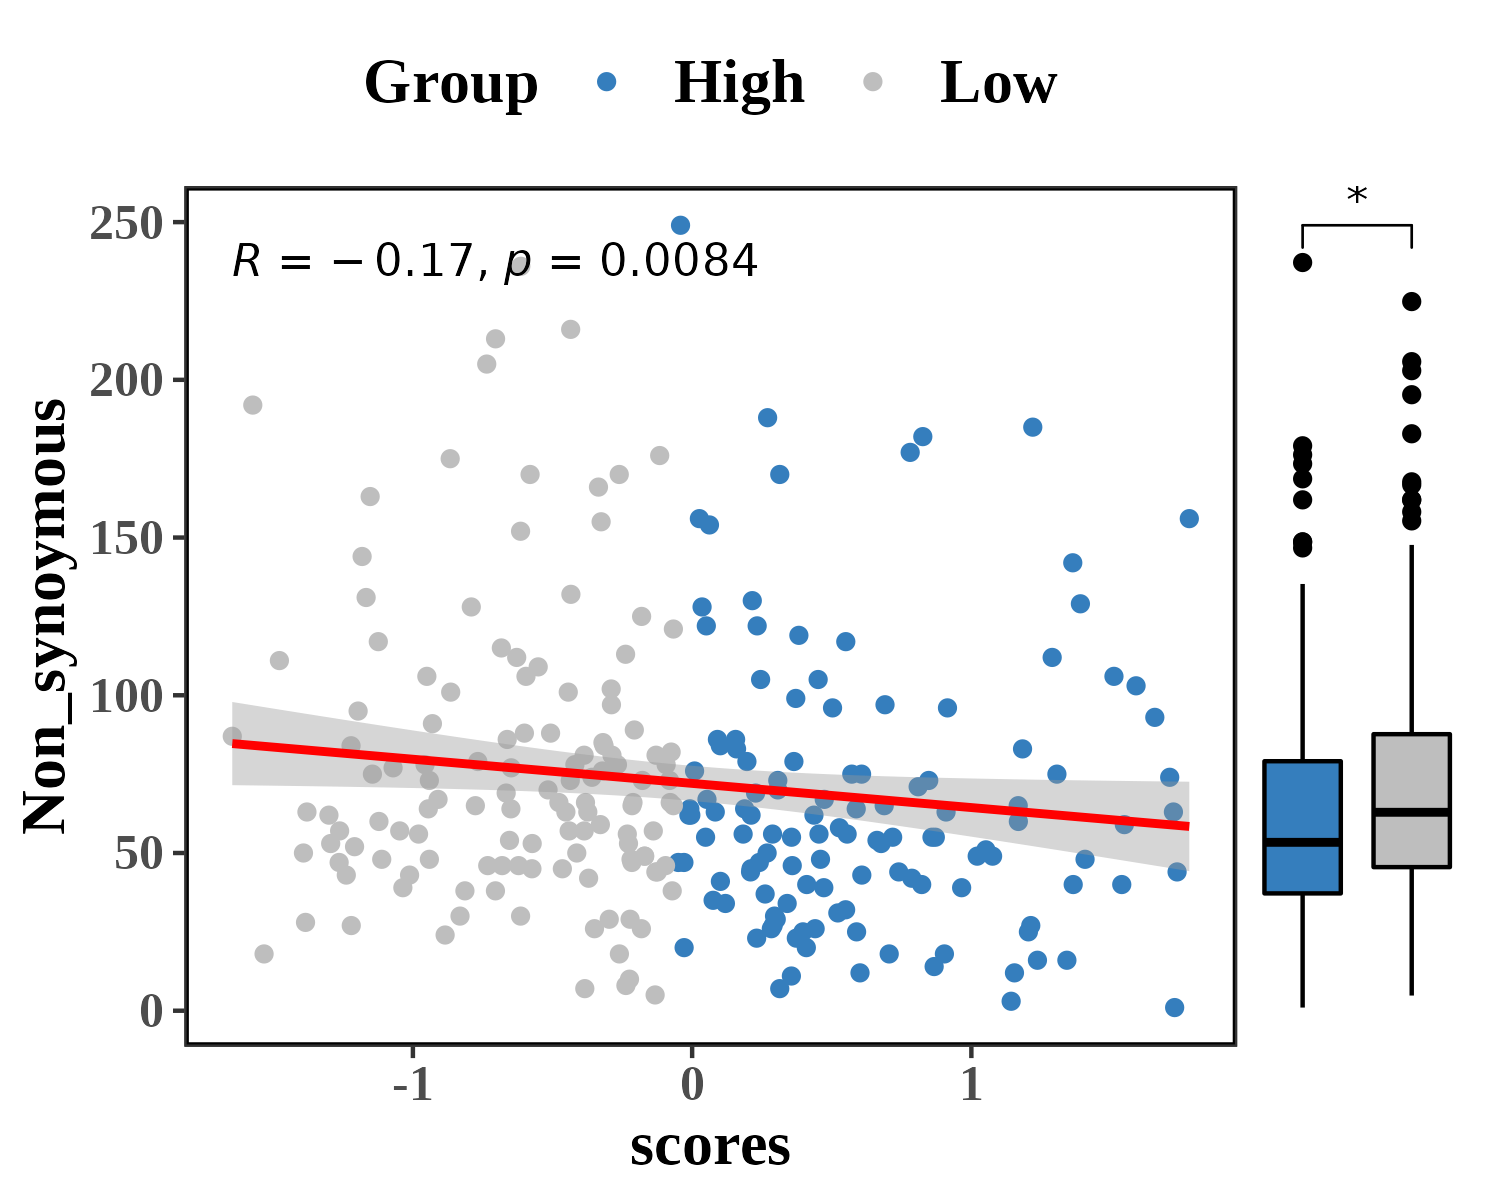 Group High Low
*
R = − 0.17, p = 0.0084
250
200
150
100
50
0
Non_synoymous
-1 0 1
scores